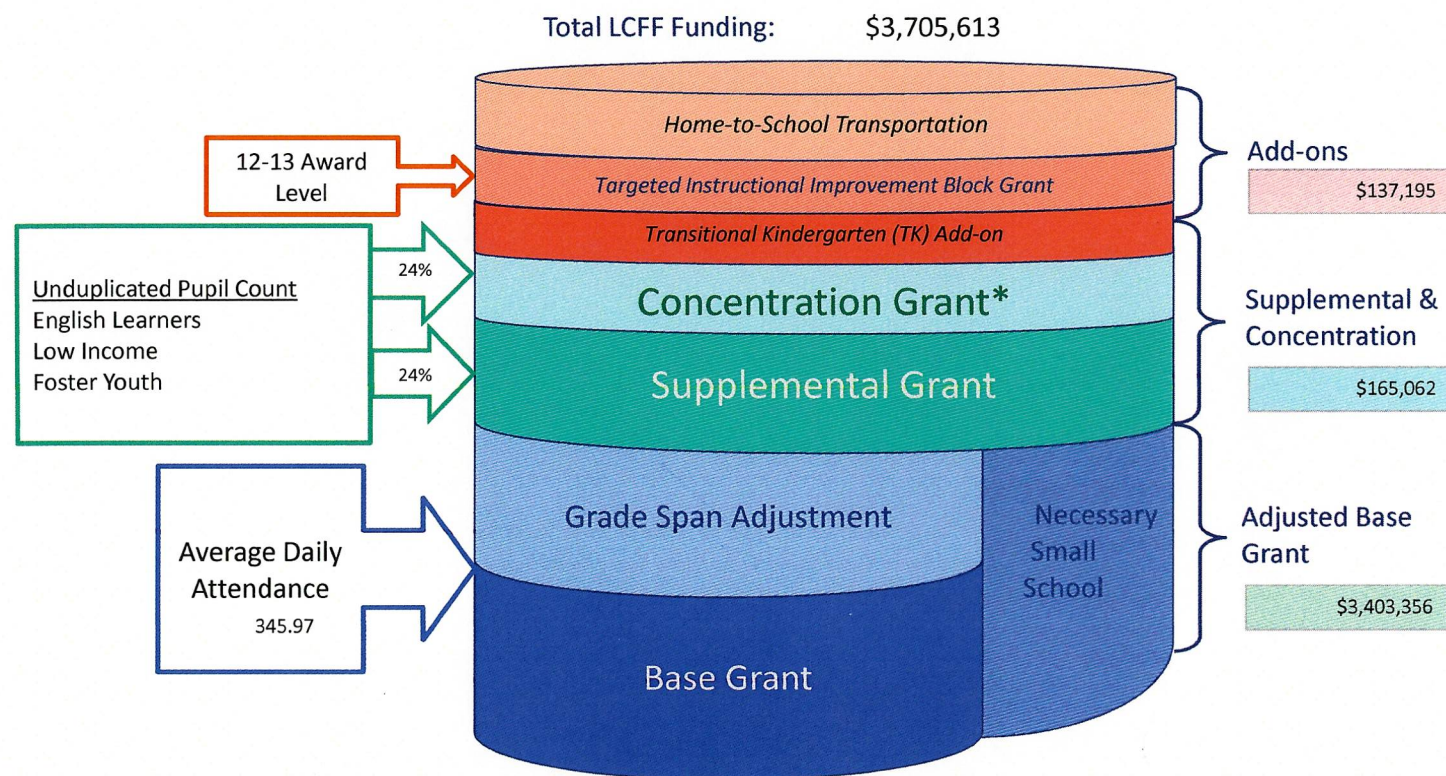 Total LCFF Funding: $3,705,613
Home-to-School Transportation
12-13 Award
Level
Targeted Instructional Improvement Block Grant
Add-ons
$137,195
Transitional Kindergarten (TK) Add-on
24%
Unduplicated Pupil Count
English Learners
Low Income
Foster Youth
24%
Concentration Grant*
Supplemental Grant
Supplemental &
Concentration
$165,062
Average Daily
Attendance
345.97
Grade Span Adjustment
Base Grant
Necessary
Small
School
Adjusted Base
Grant
$3,403,356